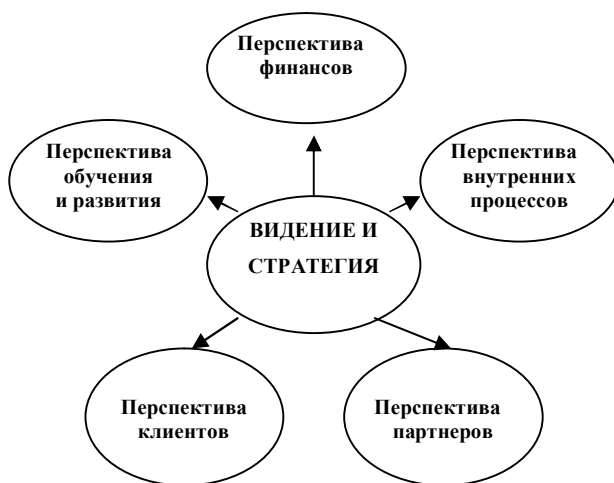 Перспектива
финансов
Перспектива
обучения
и развития
Перспектива
внутренних
процессов
ВИДЕНИЕ И
СТРАТЕГИЯ
Перспектива
клиентов
Перспектива
партнеров